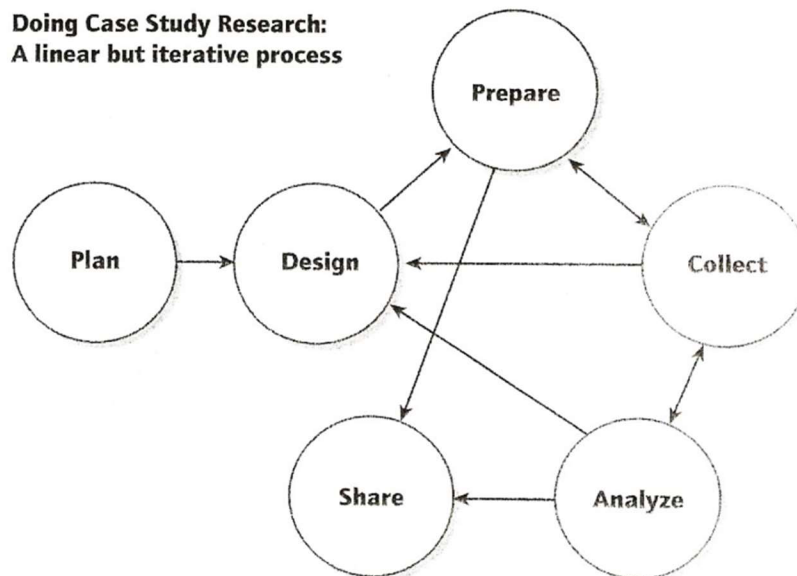 Doing Case Study Research:
A linear but iterative process
Prepare
Plan
Design
Collect
Share
Analyze